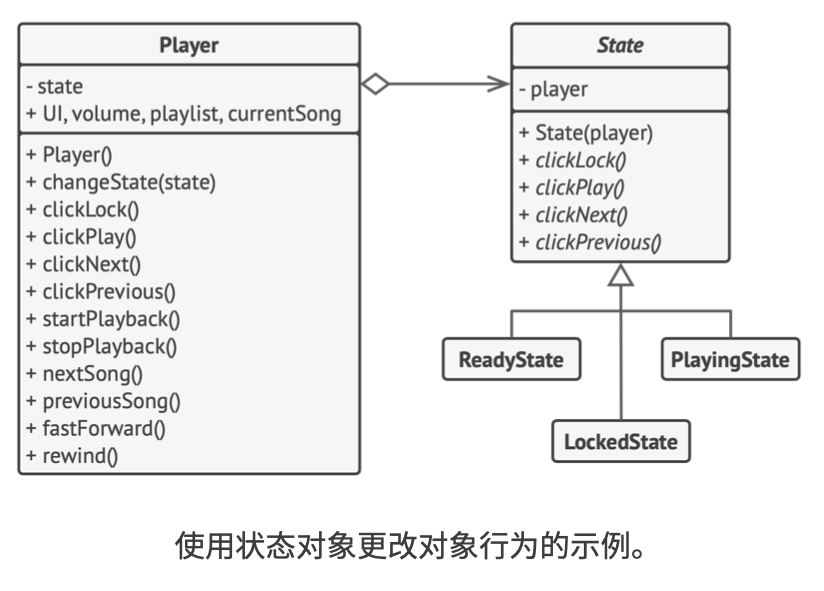 Player
- state
+ UI, volume, playlist, currentSong
+ Player()
+ changeState(state)
+ clickLock()
+ clickPlay()
+ clickNext()
+ clickPrevious()
+ startPlayback()
+ stopPlayback()
+ nextSong()
+ previousSong()
+ fastForward()
+ rewind()
State
- player
+ State(player)
+ clickLock()
+ clickPlay()
+ clickNext()
+ clickPrevious()
ReadyState
PlayingState
LockedState
使用状态对象更改对象行为的示例。